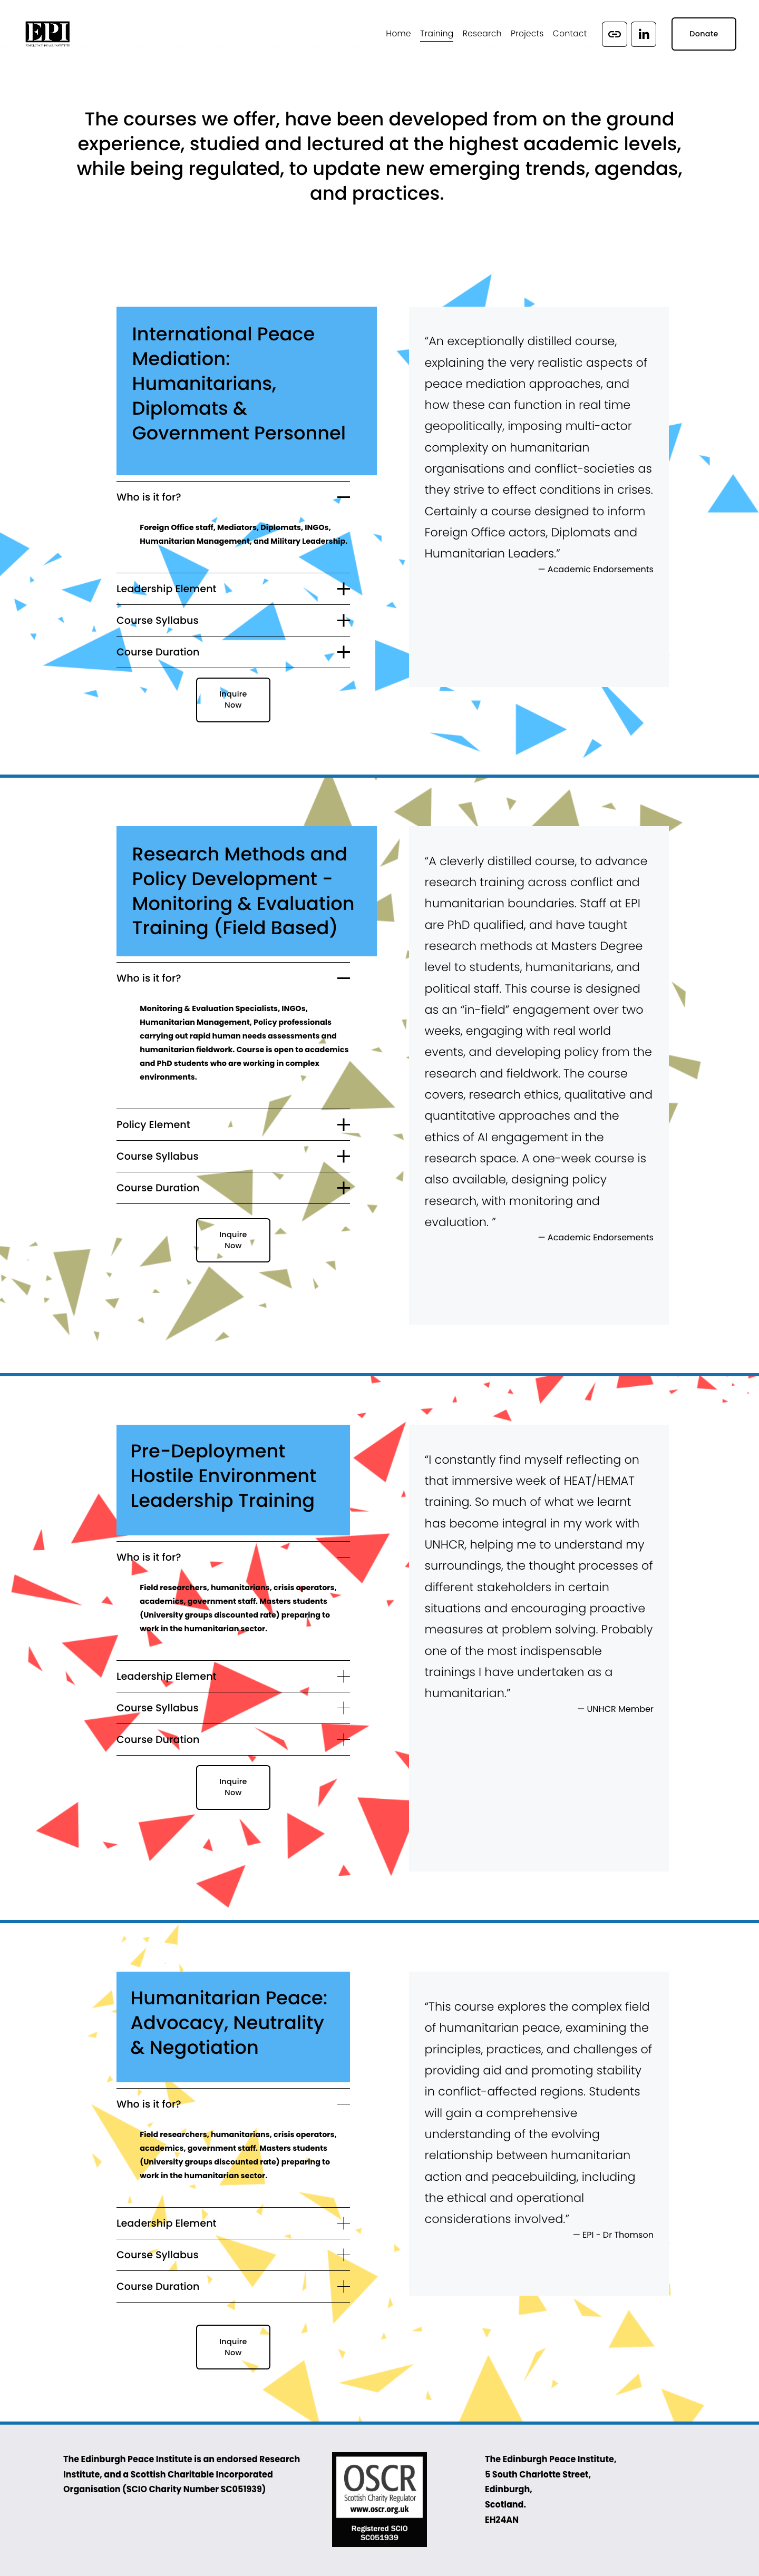 EPI
Home Training Research Projects Contact
Donate
The courses we offer, have been developed from on the ground
experience, studied and lectured at the highest academic levels,
while being regulated, to update new emerging trends, agendas,
and practices.
International Peace
Mediation:
Humanitarians,
Diplomats &
Government Personnel
Who is it for?
Foreign Office staff, Mediators, Diplomats, INGOs,
Humanitarian Management, and Military Leadership.
Leadership Element
Course Syllabus
Course Duration
Inquire
Now
“An exceptionally distilled course,
explaining the very realistic aspects of
peace mediation approaches, and
how these can function in real time
geopolitically, imposing multi-actor
complexity on humanitarian
organisations and conflict-societies as
they strive to effect conditions in crises.
Certainly a course designed to inform
Foreign Office actors, Diplomats and
Humanitarian Leaders.”
— Academic Endorsements
Research Methods and
Policy Development -
Monitoring & Evaluation
Training (Field Based)
Who is it for?
Monitoring & Evaluation Specialists, INGOs,
Humanitarian Management, Policy professionals
carrying out rapid human needs assessments and
humanitarian fieldwork. Course is open to academics
and PhD students who are working in complex
environments.
Policy Element
Course Syllabus
Course Duration
Inquire
Now
“A cleverly distilled course, to advance
research training across conflict and
humanitarian boundaries. Staff at EPI
are PhD qualified, and have taught
research methods at Masters Degree
level to students, humanitarians, and
political staff. This course is designed
as an “in-field” engagement over two
weeks, engaging with real world
events, and developing policy from the
research and fieldwork. The course
covers, research ethics, qualitative and
quantitative approaches and the
ethics of AI engagement in the
research space. A one-week course is
also available, designing policy
research, with monitoring and
evaluation. ”
— Academic Endorsements
Pre-Deployment
Hostile Environment
Leadership Training
Who is it for?
Field researchers, humanitarians, crisis operators,
academics, government staff. Masters students
(University groups discounted rate) preparing to
work in the humanitarian sector.
Leadership Element
Course Syllabus
Course Duration
Inquire
Now
“I constantly find myself reflecting on
that immersive week of HEAT/HEMAT
training. So much of what we learnt
has become integral in my work with
UNHCR, helping me to understand my
surroundings, the thought processes of
different stakeholders in certain
situations and encouraging proactive
measures at problem solving. Probably
one of the most indispensable
trainings I have undertaken as a
humanitarian.”
— UNHCR Member
Humanitarian Peace:
Advocacy, Neutrality
& Negotiation
Who is it for?
Field researchers, humanitarians, crisis operators,
academics, government staff. Masters students
(University groups discounted rate) preparing to
work in the humanitarian sector.
Leadership Element
Course Syllabus
Course Duration
Inquire
Now
“This course explores the complex field
of humanitarian peace, examining the
principles, practices, and challenges of
providing aid and promoting stability
in conflict-affected regions. Students
will gain a comprehensive
understanding of the evolving
relationship between humanitarian
action and peacebuilding, including
the ethical and operational
considerations involved.”
— EPI - Dr Thomson
The Edinburgh Peace Institute is an endorsed Research
Institute, and a Scottish Charitable Incorporated
Organisation (SCIO Charity Number SC051939)
OSCR
Scottish Charity Regulator
www.oscr.org.uk
Registered SCIO
SC051939
The Edinburgh Peace Institute,
5 South Charlotte Street,
Edinburgh,
Scotland.
EH24AN